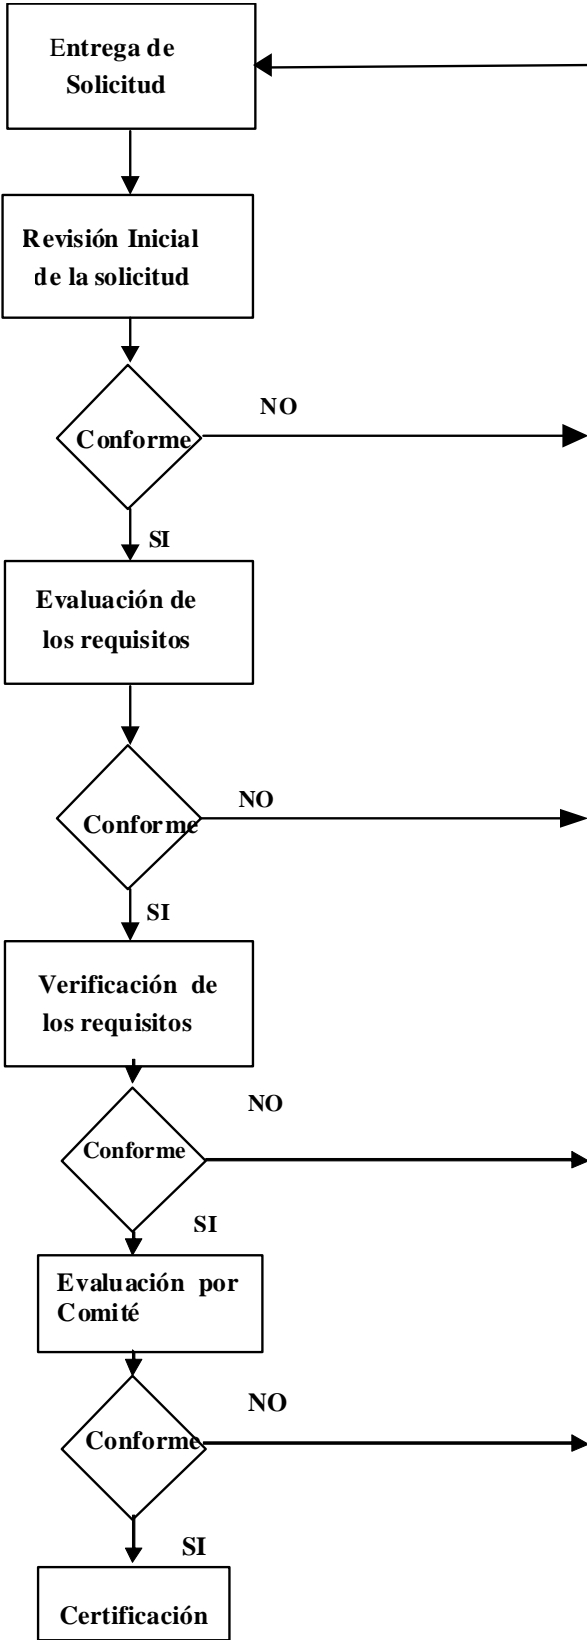 Entrega de
Solicitud
Revisión Inicial
de la solicitud
NO
Conforme
SI
Evaluación de
los requisitos
NO
Conforme
SI
Verificación de
los requisitos
NO
Conforme
SI
Evaluación por
Comité
NO
Conforme
SI
Certificación